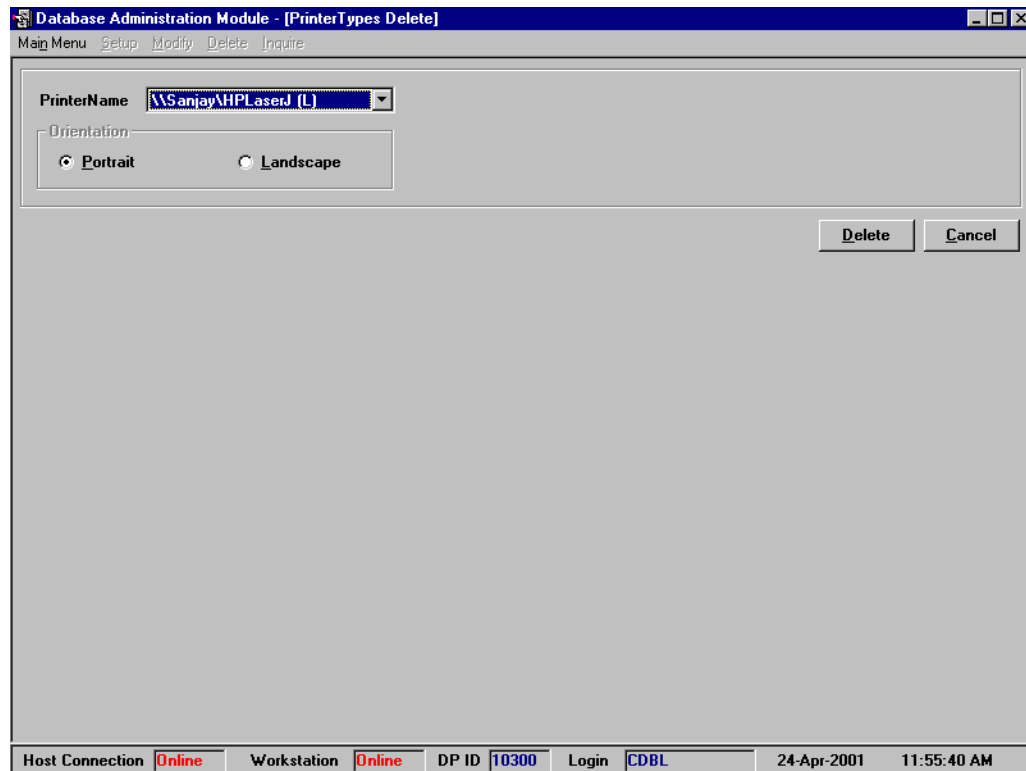 Database Administration Module - [PrinterTypes Delete]
Main Menu Setup Modify Delete Inquire
PrinterName \\Sanjay\HPLaserJ (L)
Orientation
Portrait Landscape
Delete Cancel
Host Connection Online Workstation Online DP ID 10300 Login CDBL 24-Apr-2001 11:55:40 AM